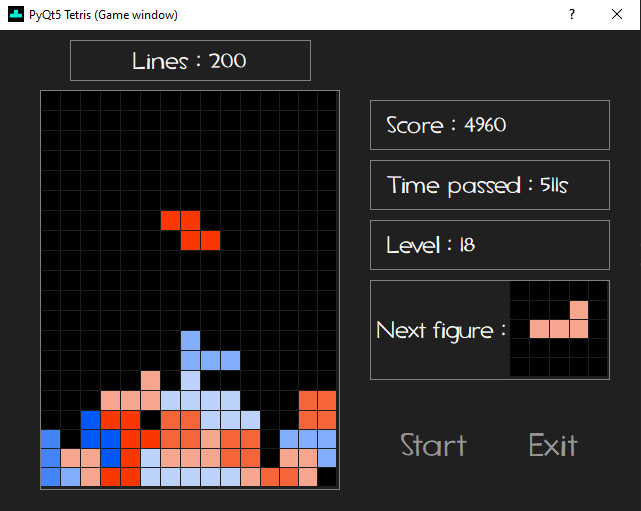 PyQt5 Tetris (Game window)
Lines : 200
Score : 4960
Time passed : 511s
Level : 18
Next figure :
Start
Exit